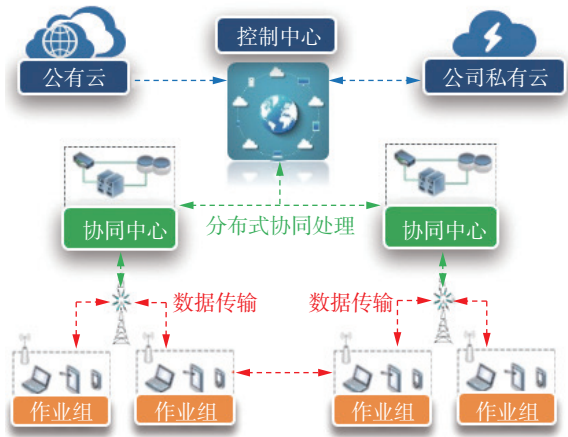 控制中心
公有云
公司私有云
协同中心
分布式协同处理
协同中心
数据传输
数据传输
作业组
作业组
作业组
作业组